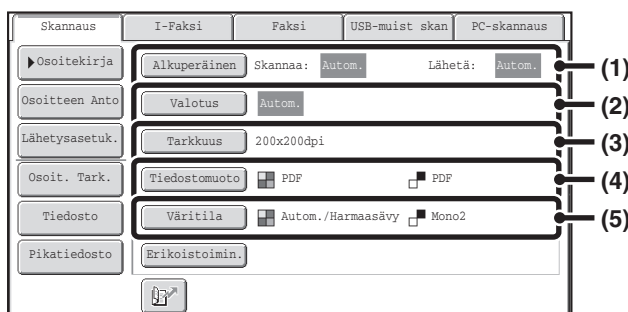 Skannaus I-Faksi Faksi USB-muist skan PC-skannaus
Osoitekirja Alkuperäinen Skannaa: Autom. Lähetä: Autom. (1)
Osoitteen Anto Valotus Autom. (2)
Lähetysasetuk. Tarkkuus 200x200dpi (3)
Osoit. Tark. Tiedostomuoto PDF PDF (4)
Tiedosto Väritila Autom./Harmaasävy Mono2 (5)
Pikatiedosto Erikoistoimin.